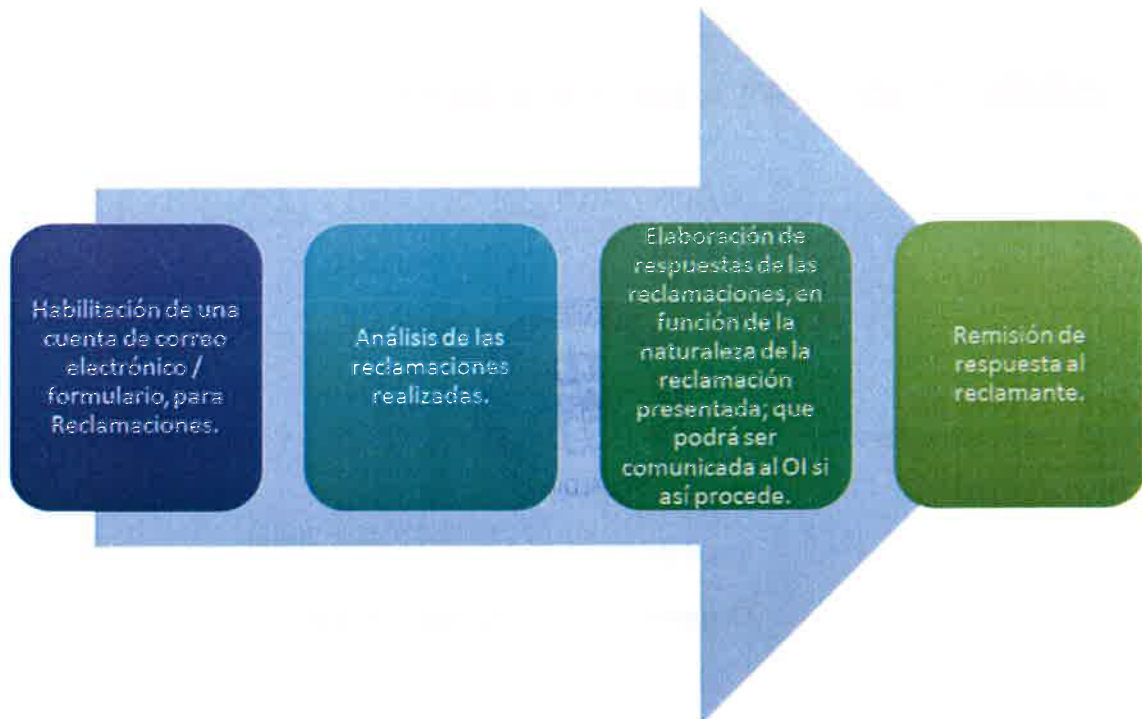 Habilitación de una
cuenta de correo
electrónico /
formulario, para
Reclamaciones.
Análisis de las
reclamaciones
realizadas.
Elaboración de
respuestas de las
reclamaciones, en
función de la
naturaleza de la
reclamación
presentada; que
podrá ser
comunicada al OI si
así procede.
Remisión de
respuesta al
reclamante.